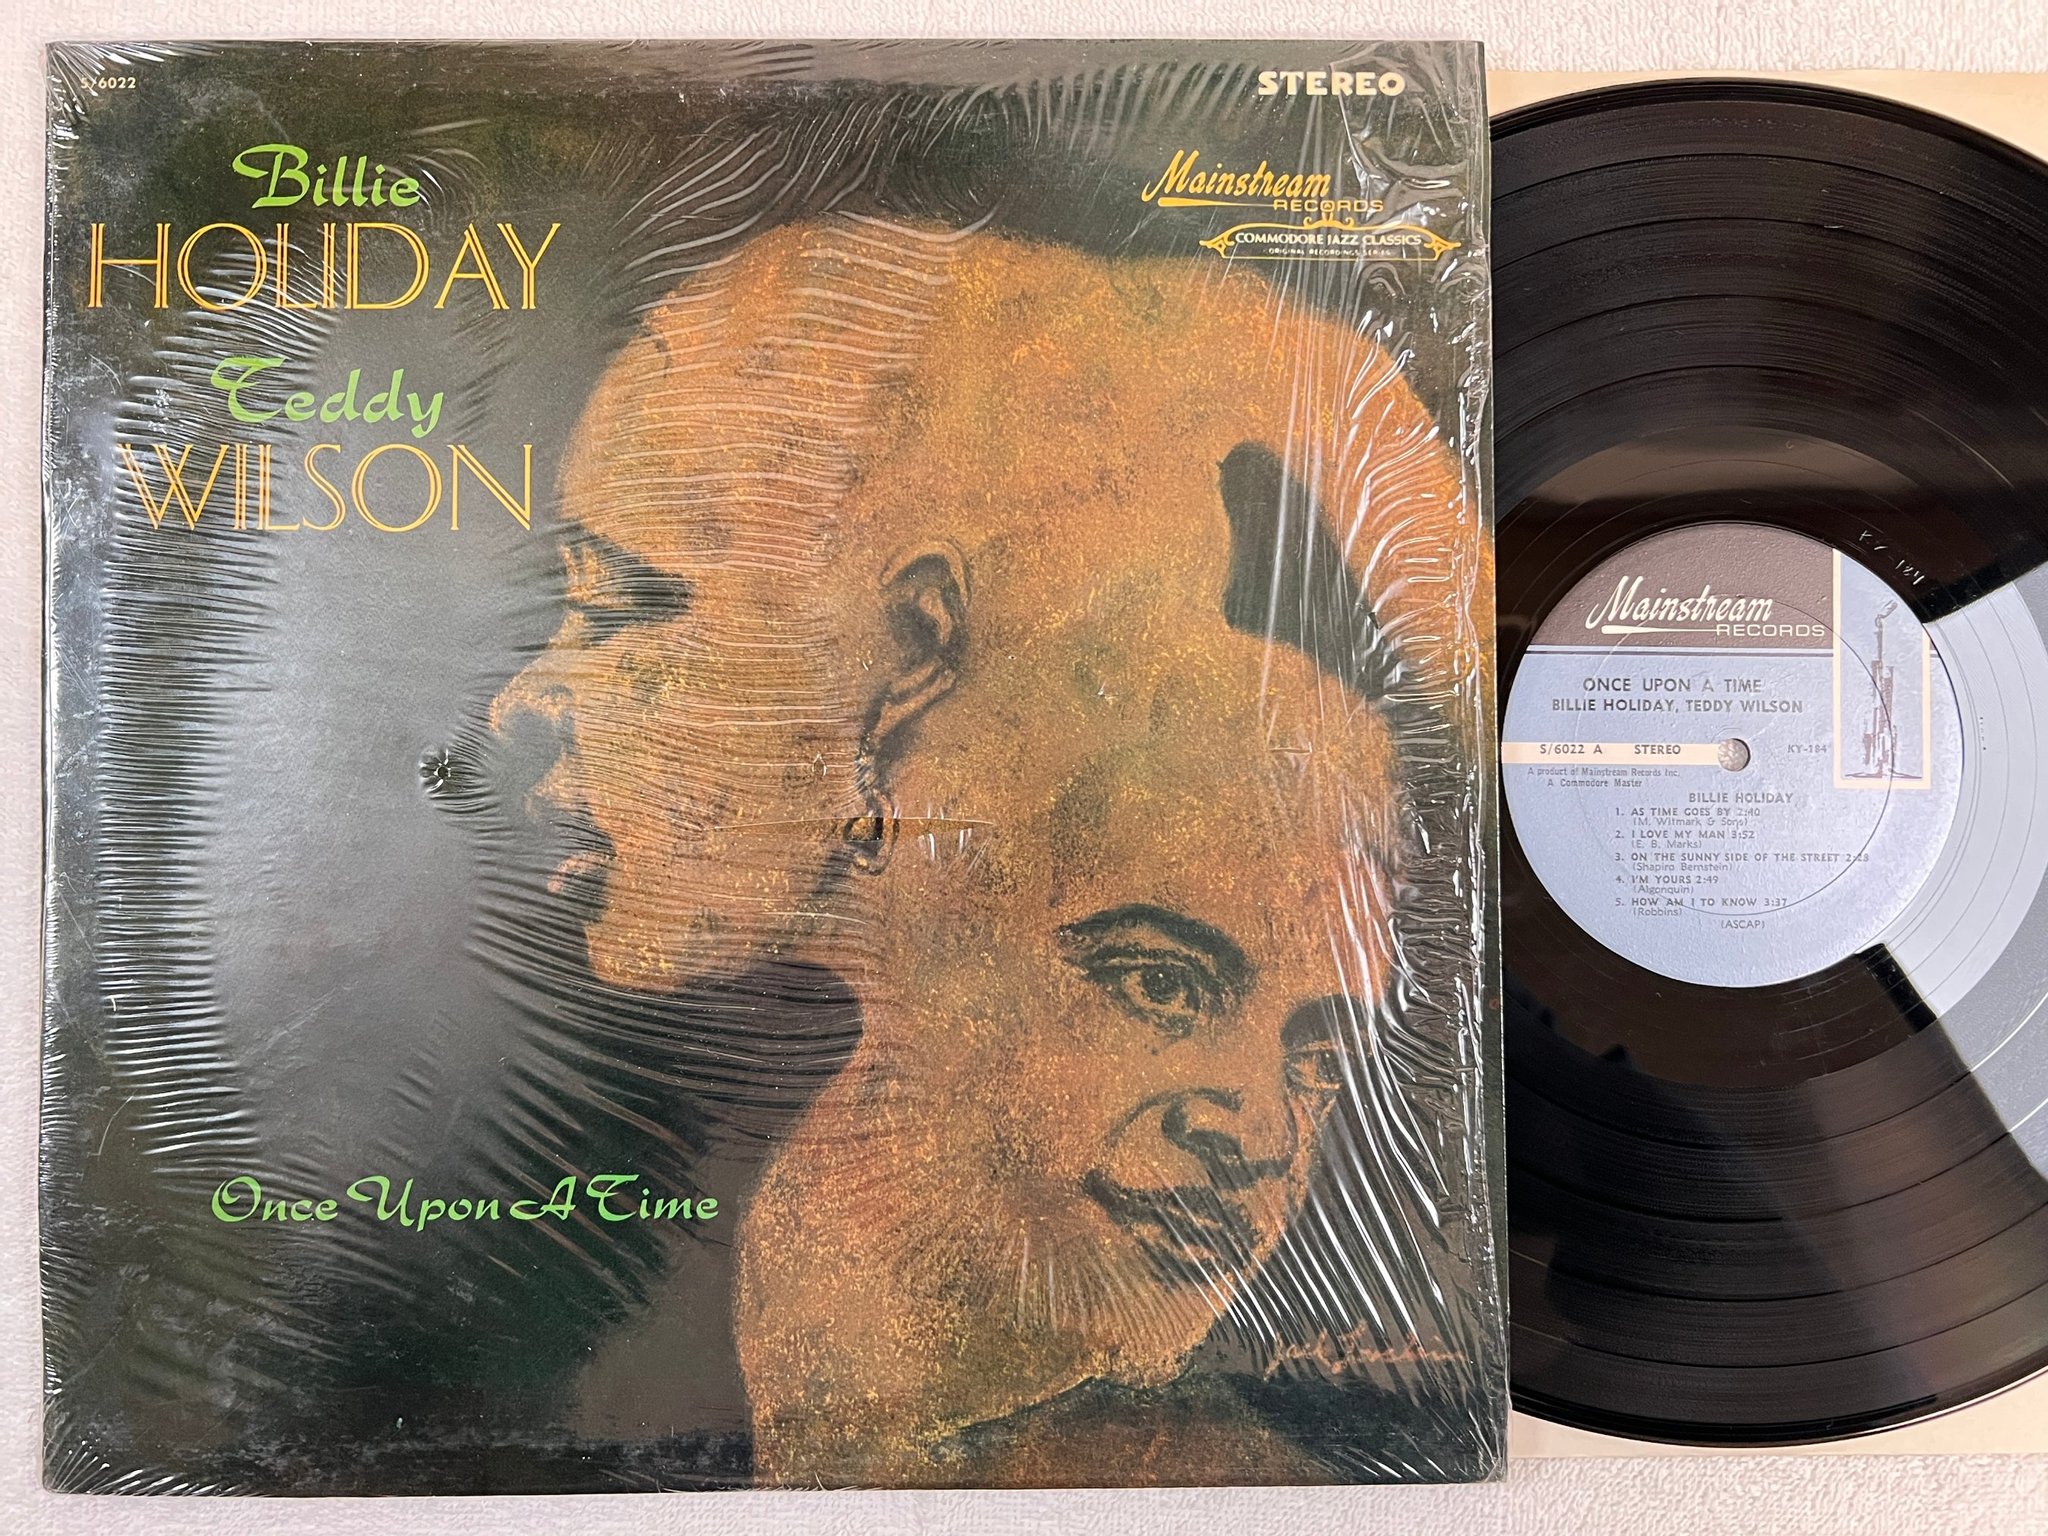 S/6022
STEREO
Billie
HOLIDAY
Teddy
WILSON
Mainstream
RECORDS
COMMODORE JAZZ CLASSICS
ORIGINAL RECORDINGS SERIES
Once Upon A Time
Mainstream
RECORDS
ONCE UPON A TIME
BILLIE HOLIDAY, TEDDY WILSON
S/6022 A STEREO KY-184
A product of Mainstream Records Inc.
A Commodore Master
BILLIE HOLIDAY
1. AS TIME GOES BY 2:40
(M. Witmark & Sons)
2. I LOVE MY MAN 3:52
(E. B. Marks)
3. ON THE SUNNY SIDE OF THE STREET 2:28
(Shapiro Bernstein)
4. I'M YOURS 2:49
(Algonquin)
5. HOW AM I TO KNOW 3:37
(Robbins)
(ASCAP)